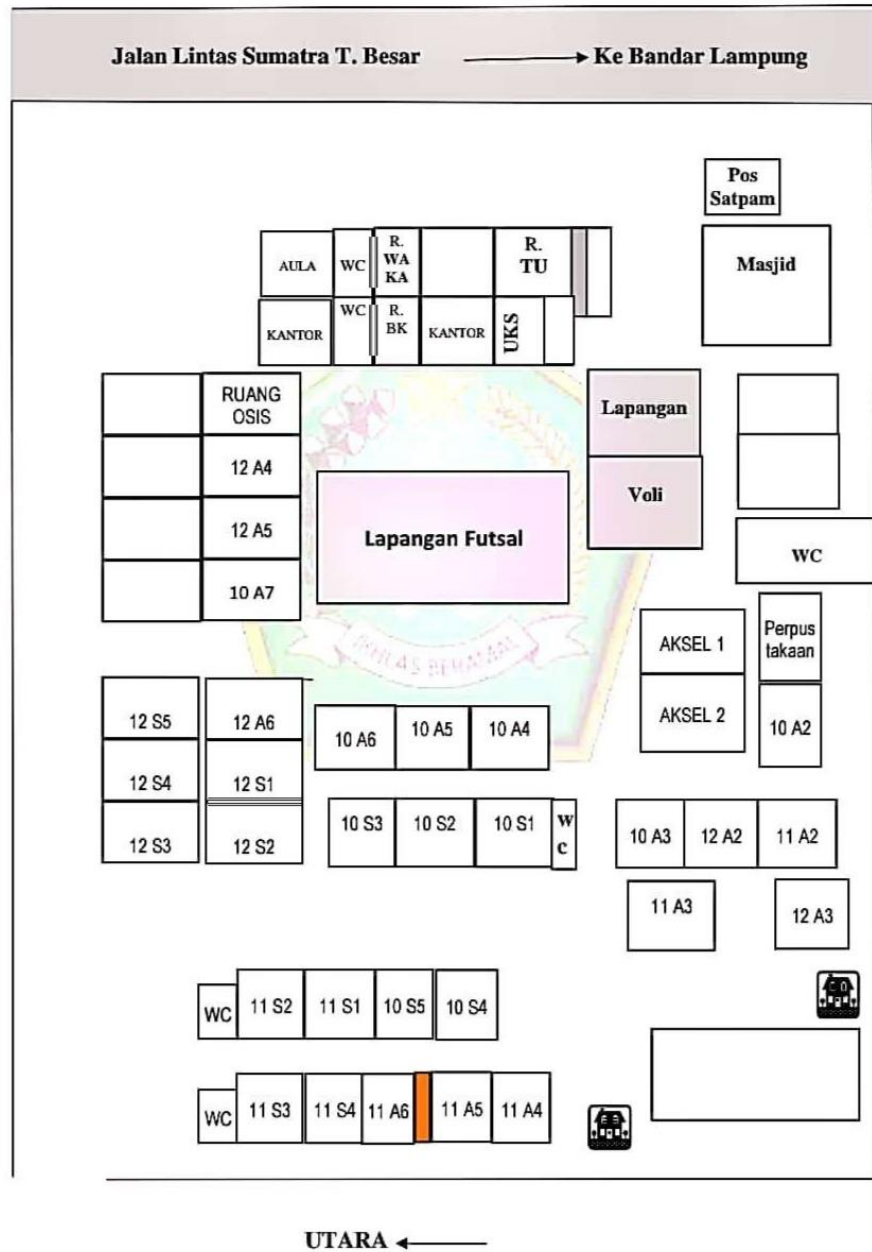 Jalan Lintas Sumatra T. Besar ⟶ Ke Bandar Lampung
Pos
Satpam
Masjid
AULA
WC
R.
WA
KA
R.
TU
KANTOR
WC
R.
BK
KANTOR
UKS
RUANG
OSIS
12 A4
12 A5
10 A7
Lapangan
Voli
Lapangan Futsal
WC
AKSEL 1
AKSEL 2
Perpus
takaan
10 A2
IKHLAS BERAMAL
12 S5
12 A6
12 S4
12 S1
12 S3
12 S2
10 A6
10 A5
10 A4
10 S3
10 S2
10 S1
W
C
10 A3
12 A2
11 A2
11 A3
12 A3
WC
11 S2
11 S1
10 S5
10 S4
WC
11 S3
11 S4
11 A6
11 A5
11 A4
UTARA ⟵